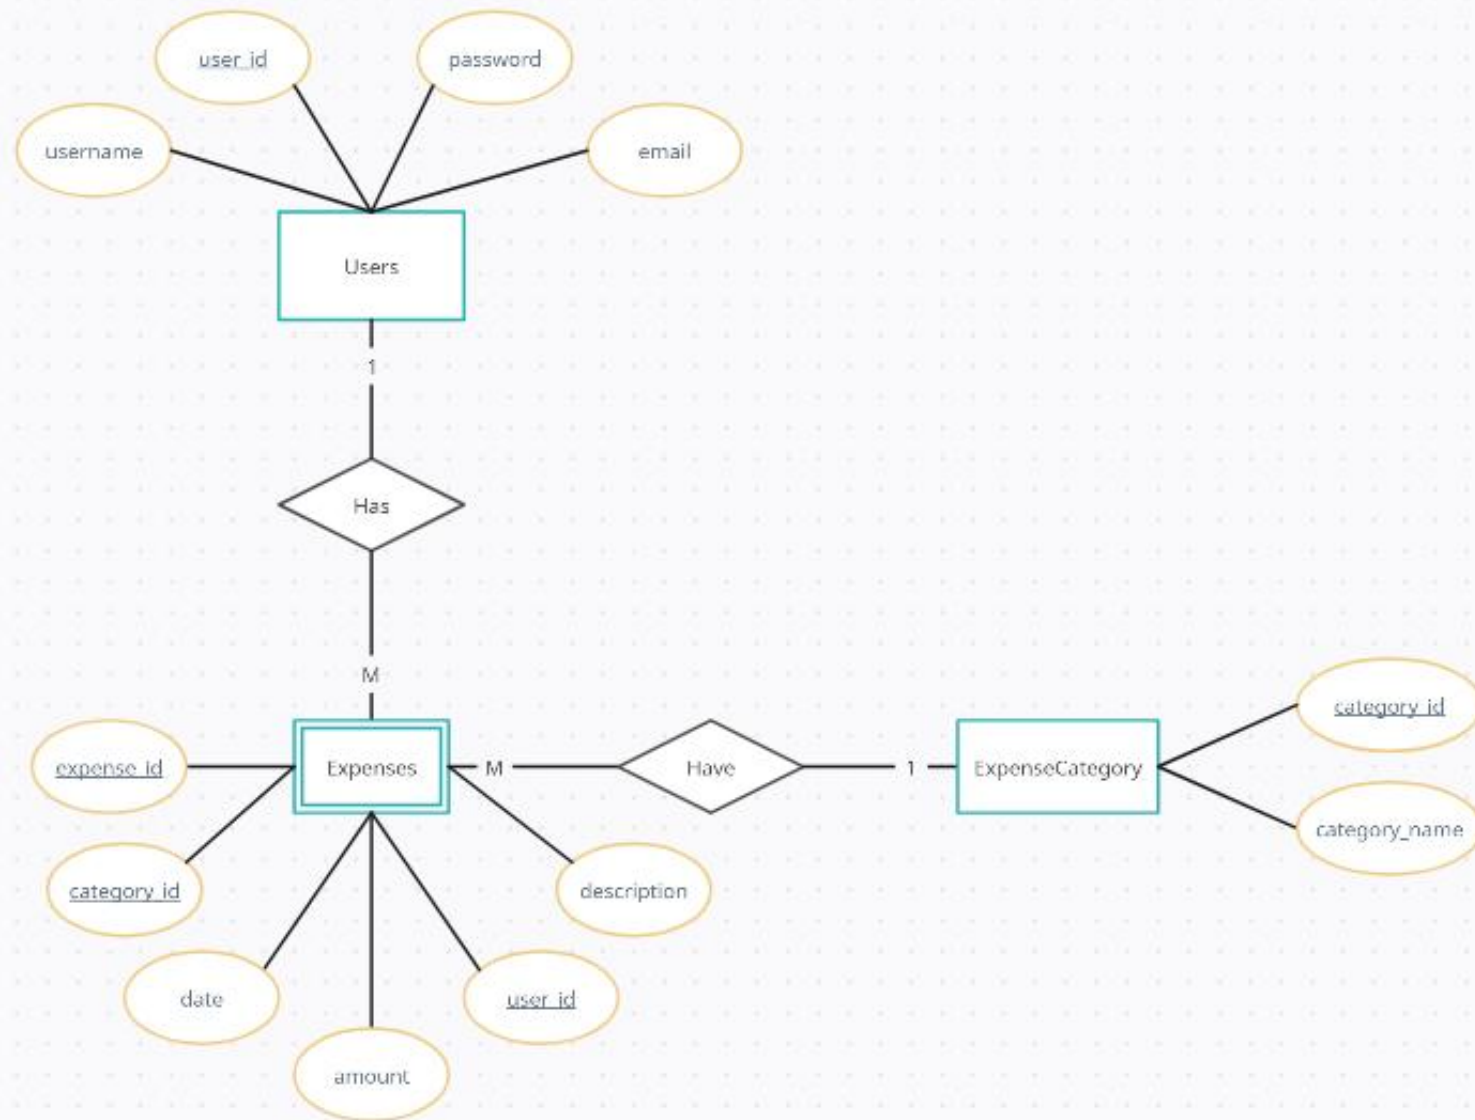 user_id
password
username
email
Users
1
Has
M
expense_id
Expenses
M
Have
1
ExpenseCategory
category_id
category_name
category_id
description
date
user_id
amount